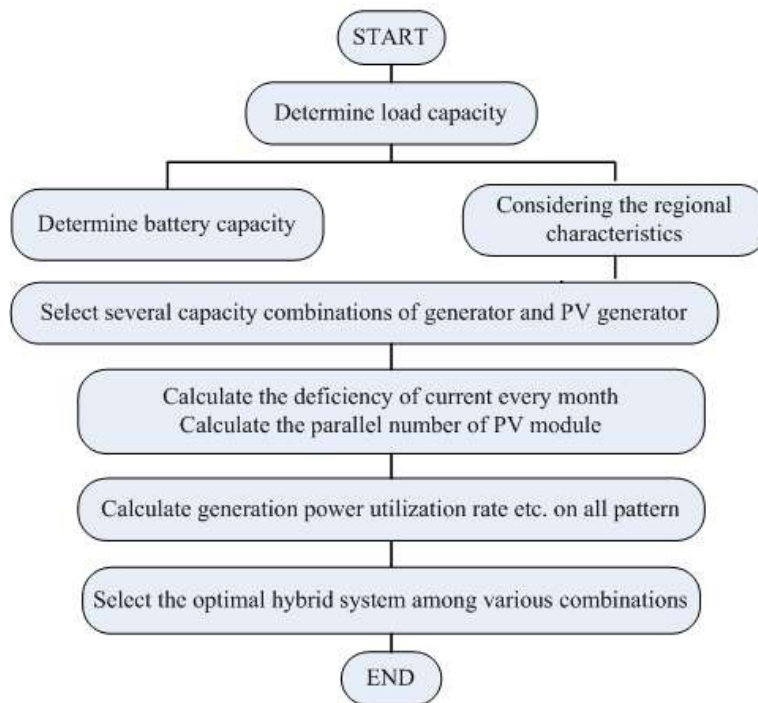 START
Determine load capacity
Determine battery capacity
Considering the regional
characteristics
Select several capacity combinations of generator and PV generator
Calculate the deficiency of current every month
Calculate the parallel number of PV module
Calculate generation power utilization rate etc. on all pattern
Select the optimal hybrid system among various combinations
END